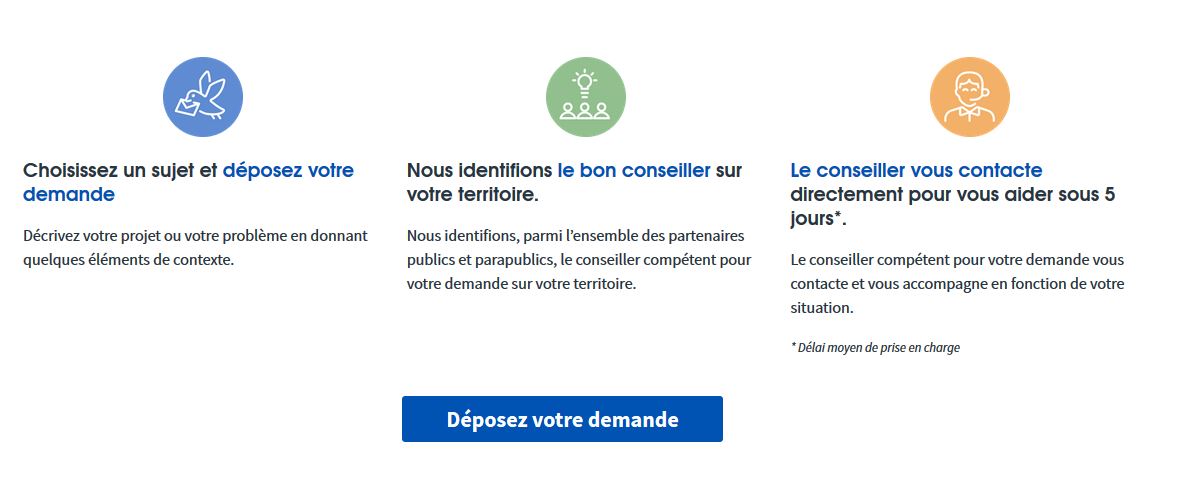 Choisissez un sujet et déposez votre
demande
Décrivez votre projet ou votre problème en donnant
quelques éléments de contexte.
Nous identifions le bon conseiller sur
votre territoire.
Nous identifions, parmi l’ensemble des partenaires
publics et parapublics, le conseiller compétent pour
votre demande sur votre territoire.
Le conseiller vous contacte
directement pour vous aider sous 5
jours*.
Le conseiller compétent pour votre demande vous
contacte et vous accompagne en fonction de votre
situation.
* Délai moyen de prise en charge
Déposez votre demande